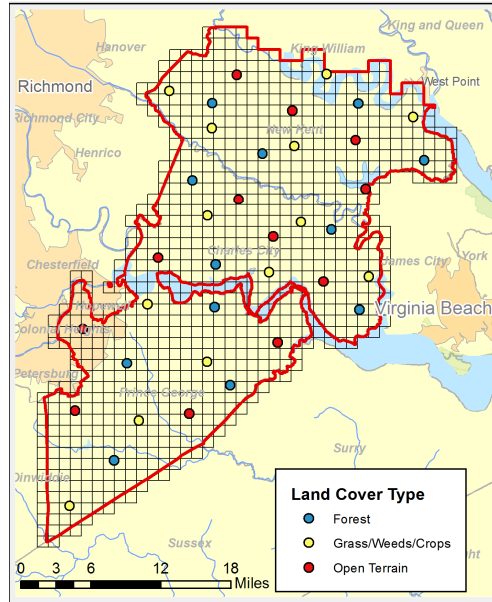 King and Queen
Hanover
King William
Richmond
West Point
Richmond City
New Kent
Henrico
Charles City
York
Chesterfield
James City
Hopewell
Virginia Beach
Colonial Heights
Petersburg
Prince George
Surry
Dinwiddie
Land Cover Type
Forest
Grass/Weeds/Crops
Open Terrain
Sussex
ght
0 3 6 12 18
Miles